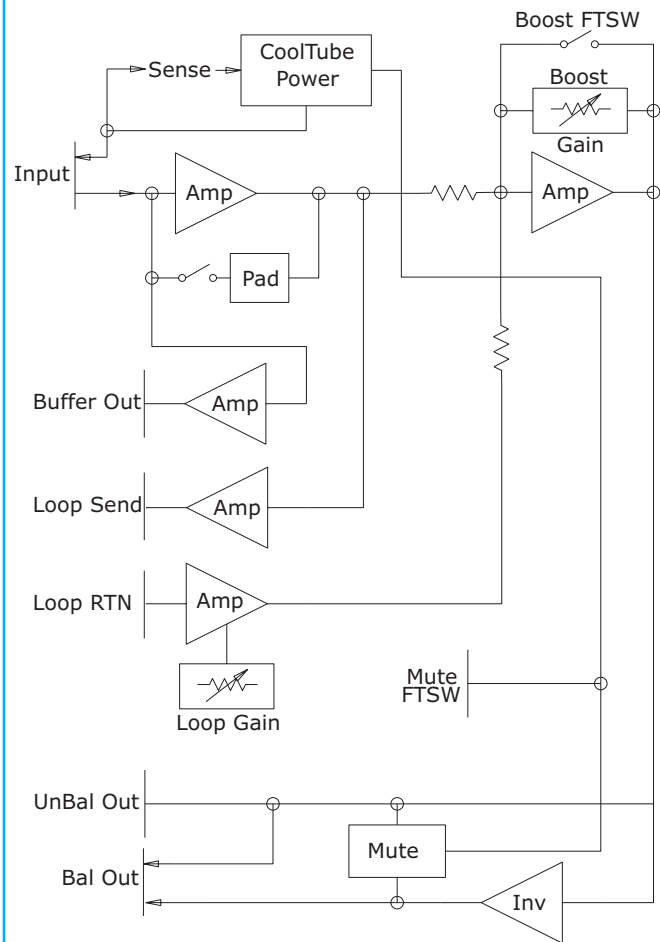 Boost FTSW
CoolTube
Power
Sense
Boost
Gain
Input
Amp
Amp
Pad
Buffer Out
Amp
Loop Send
Amp
Loop RTN
Amp
Loop Gain
Mute
FTSW
UnBal Out
Mute
Bal Out
Inv